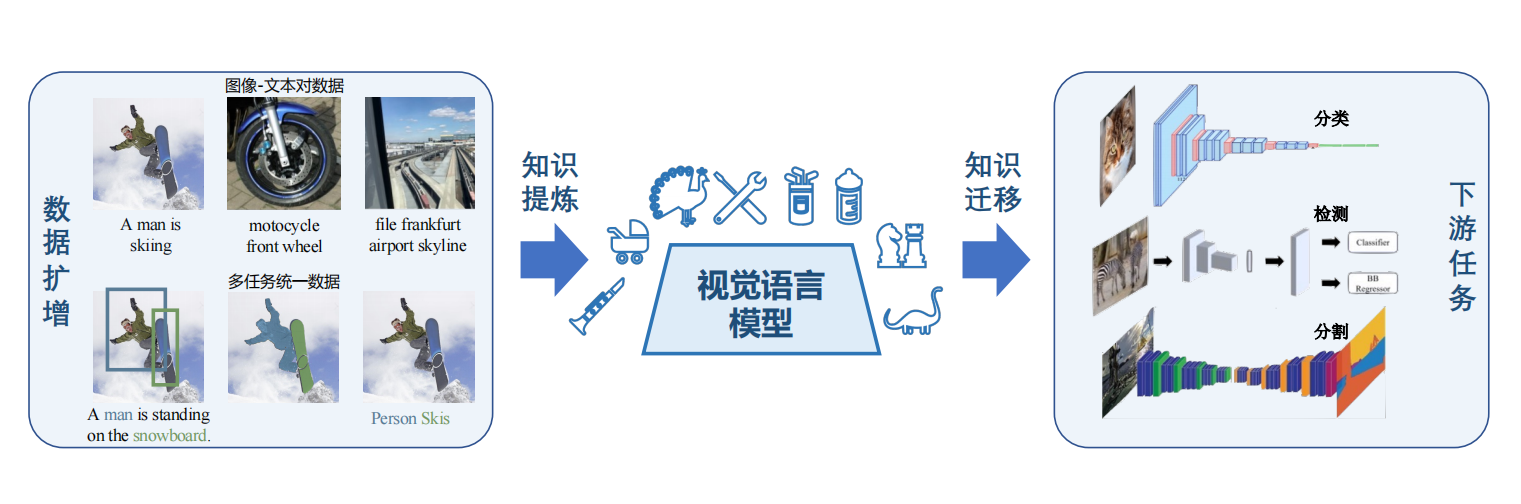 数
据
扩
增
图像-文本对数据
A man is
skiing
motocycle
front wheel
file frankfurt
airport skyline
多任务统一数据
A man is standing
on the snowboard.
Person Skis
知识
提炼
视觉语言
模型
知识
迁移
分类
检测
Classifier
BB
Regressor
分割
下
游
任
务